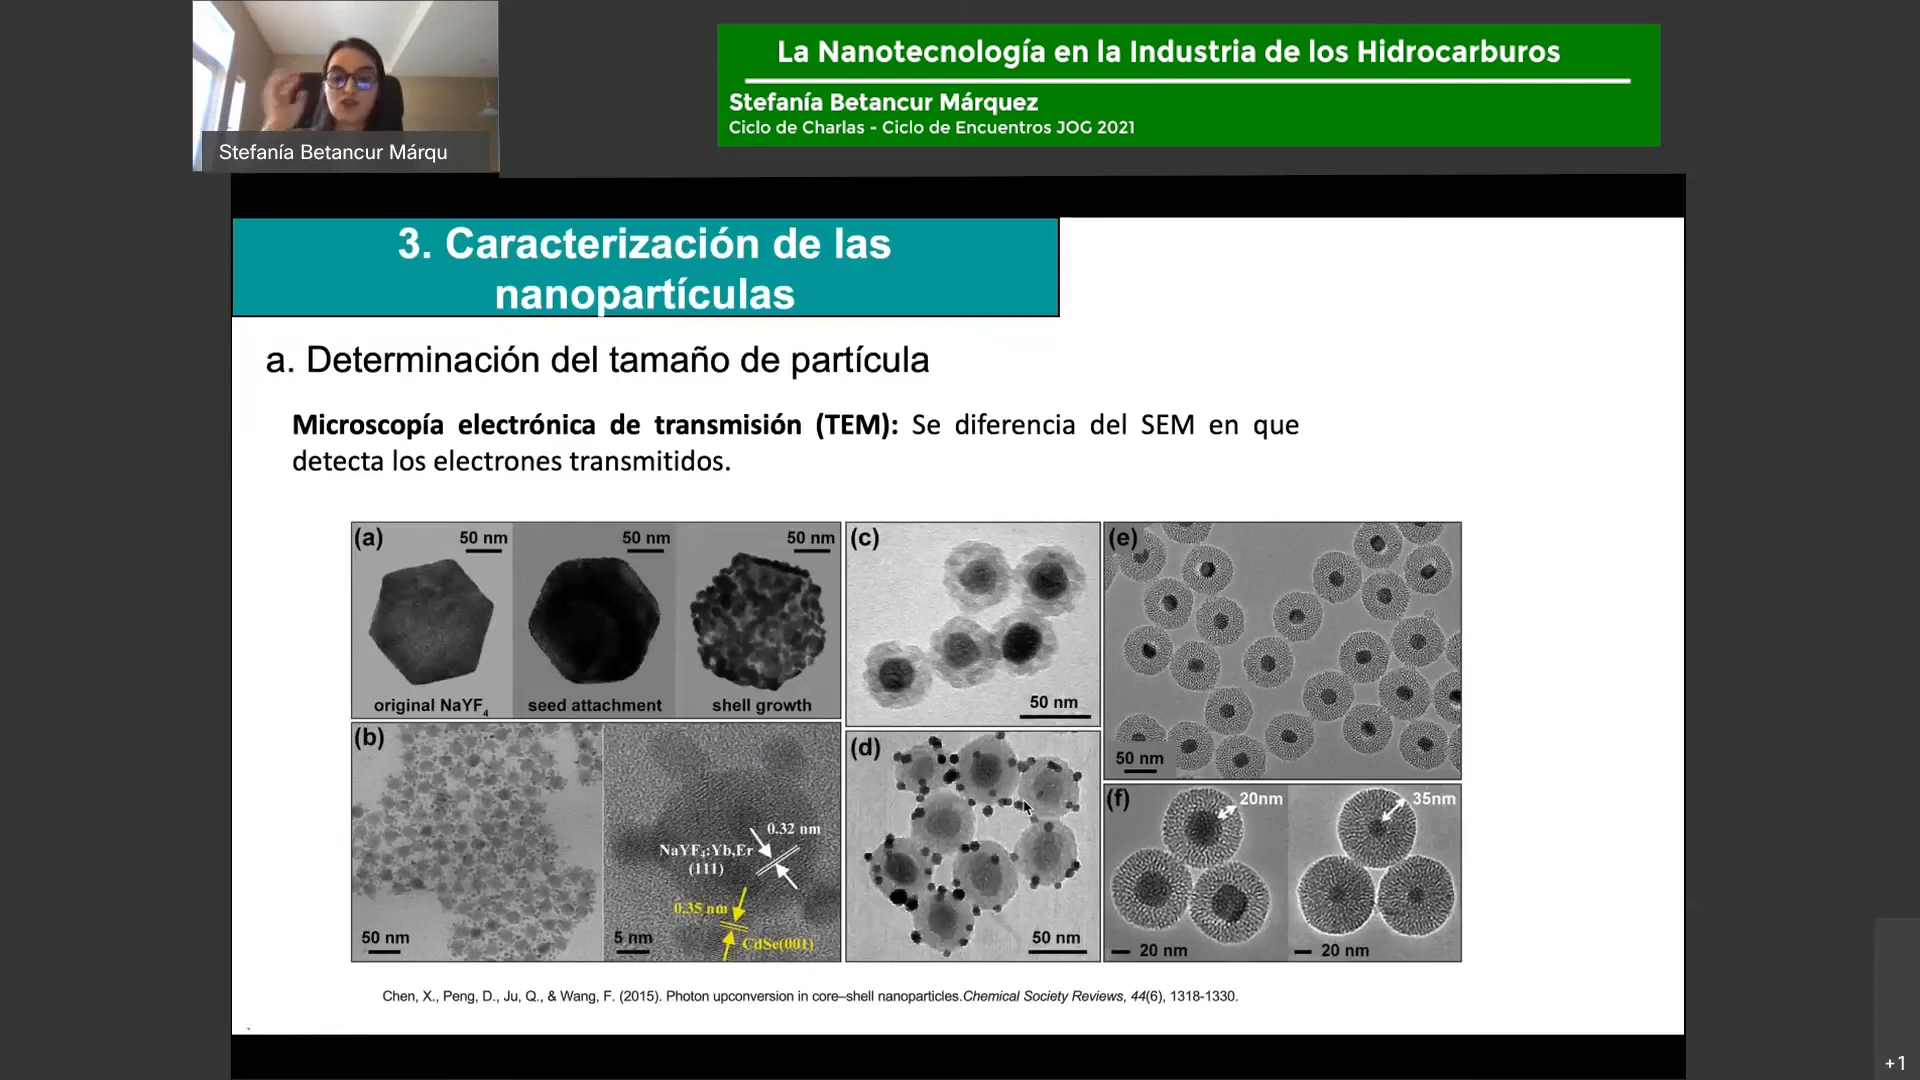 Stefanía Betancur Márqu
La Nanotecnología en la Industria de los Hidrocarburos
Stefanía Betancur Márquez
Ciclo de Charlas - Ciclo de Encuentros JOG 2021
3. Caracterización de las
nanopartículas
a. Determinación del tamaño de partícula
Microscopía electrónica de transmisión (TEM): Se diferencia del SEM en que
detecta los electrones transmitidos.
(a)
50 nm
50 nm
50 nm
original NaYF4
seed attachment
shell growth
(b)
50 nm
0.32 nm
NaYF4:Yb,Er
(111)
0.35 nm
CdSe(001)
5 nm
(c)
50 nm
(d)
50 nm
(e)
50 nm
(f)
20nm
35nm
20 nm
20 nm
Chen, X., Peng, D., Ju, Q., & Wang, F. (2015). Photon upconversion in core–shell nanoparticles.Chemical Society Reviews, 44(6), 1318-1330.
+1